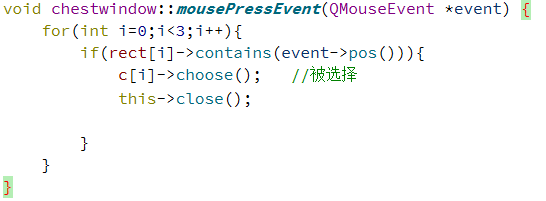 void chestwindow::mousePressEvent(QMouseEvent *event) {
    for(int i=0;i<3;i++){
        if(rect[i]->contains(event->pos())){
            c[i]->choose();   //被选择
            this->close();

        }
    }
}